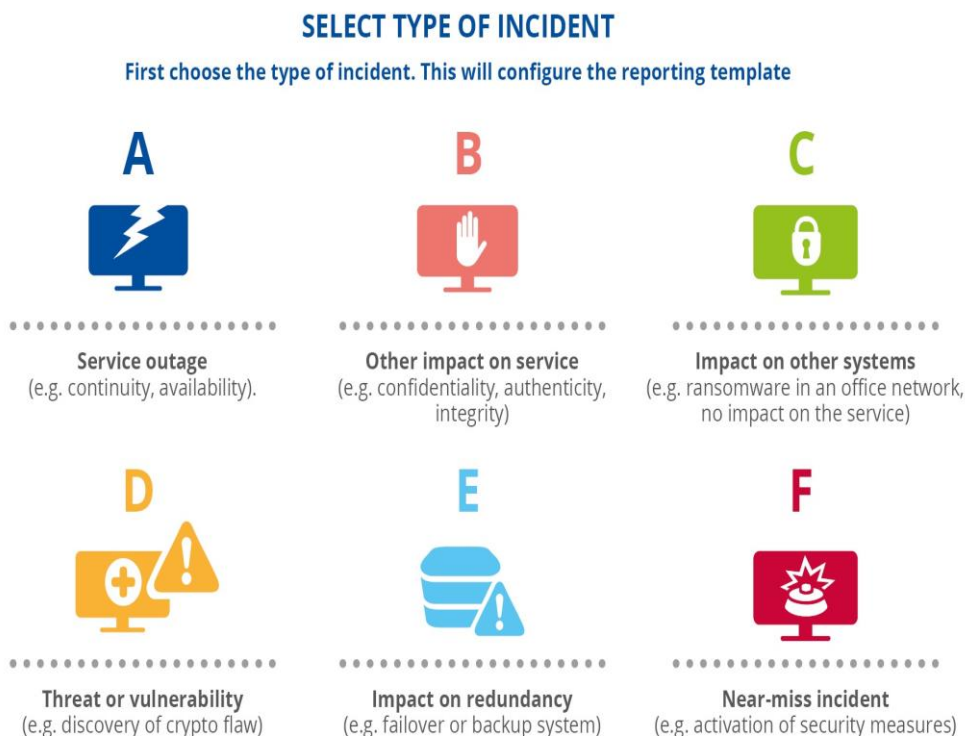 SELECT TYPE OF INCIDENT
First choose the type of incident. This will configure the reporting template
A
B
C
Service outage
(e.g. continuity, availability).
Other impact on service
(e.g. confidentiality, authenticity,
integrity)
Impact on other systems
(e.g. ransomware in an office network,
no impact on the service)
D
E
F
Threat or vulnerability
(e.g. discovery of crypto flaw)
Impact on redundancy
(e.g. failover or backup system)
Near-miss incident
(e.g. activation of security measures)